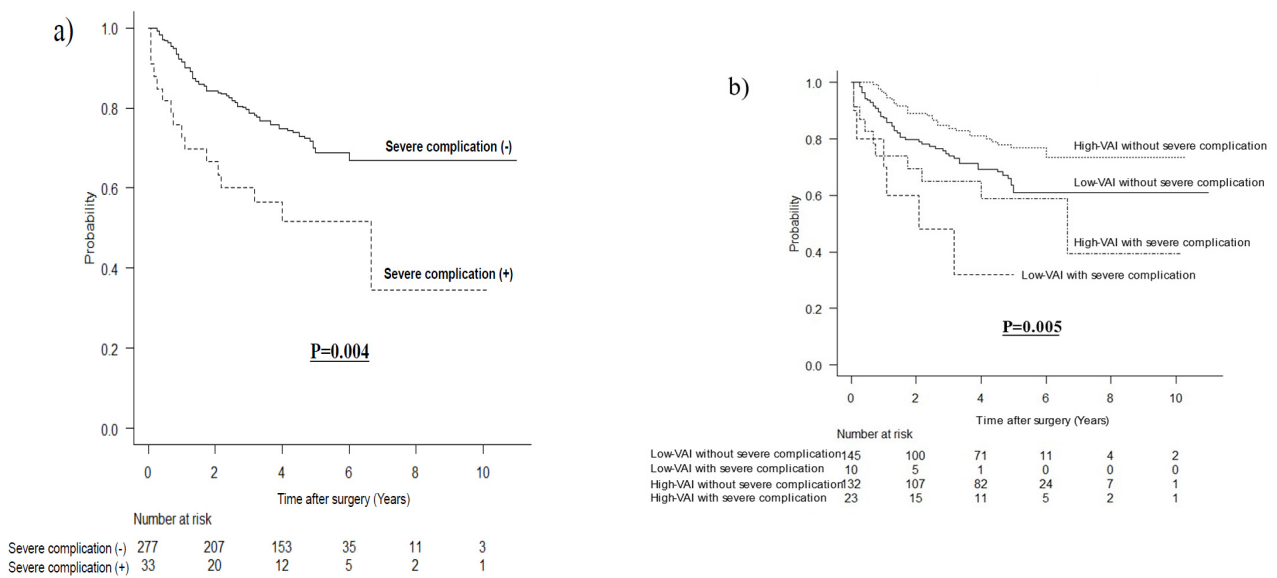 a)
1.0
0.8
0.6
0.4
0.2
0.0
Probability
Severe complication (-)
Severe complication (+)
P=0.004
0 2 4 6 8 10
Time after surgery (Years)
Number at risk
Severe complication (-) 277 207 153 35 11 3
Severe complication (+) 33 20 12 5 2 1
b)
1.0
0.8
0.6
0.4
0.2
0.0
Probability
High-VAI without severe complication
Low-VAI without severe complication
High-VAI with severe complication
Low-VAI with severe complication
P=0.005
0 2 4 6 8 10
Time after surgery (Years)
Number at risk
Low-VAI without severe complication 145 100 71 11 4 2
Low-VAI with severe complication 10 5 1 0 0 0
High-VAI without severe complication 132 107 82 24 7 1
High-VAI with severe complication 23 15 11 5 2 1